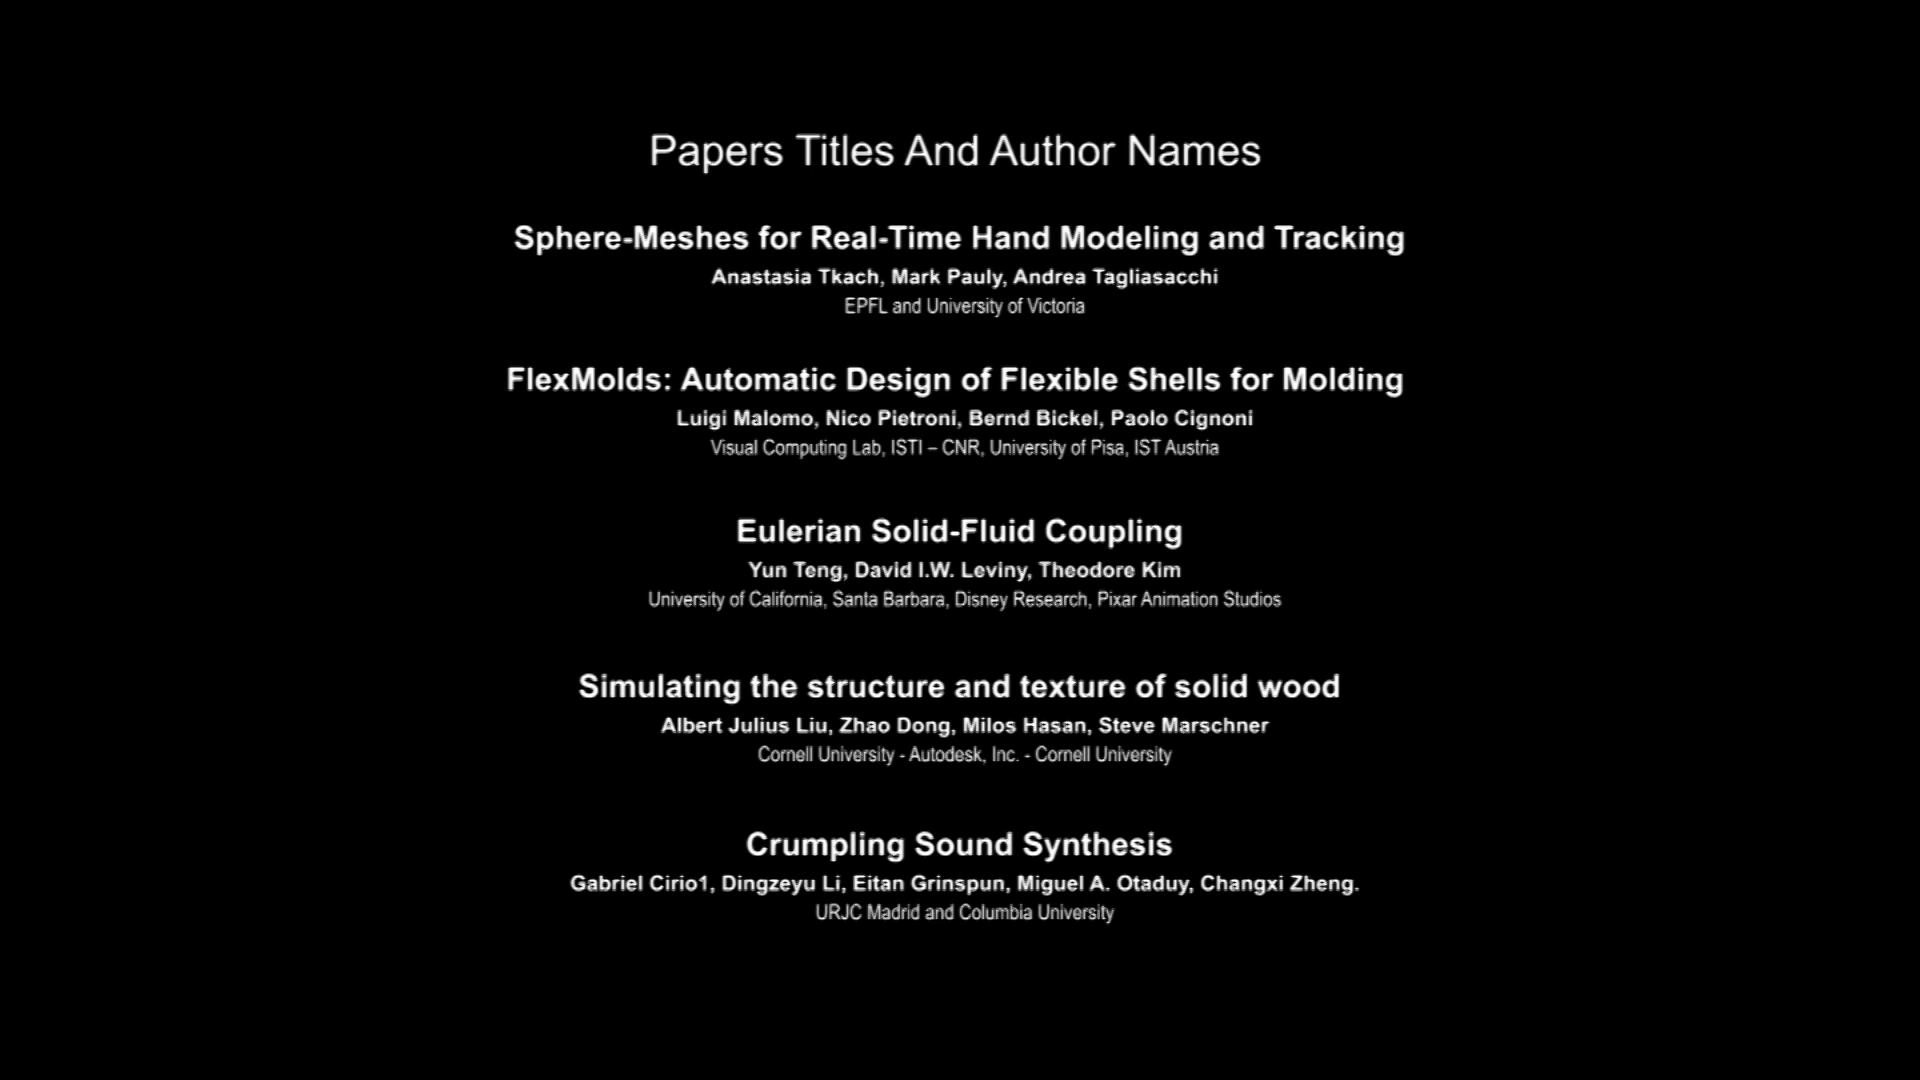 Papers Titles And Author Names
Sphere-Meshes for Real-Time Hand Modeling and Tracking
Anastasia Tkach, Mark Pauly, Andrea Tagliasacchi
EPFL and University of Victoria
FlexMolds: Automatic Design of Flexible Shells for Molding
Luigi Malomo, Nico Pietroni, Bernd Bickel, Paolo Cignoni
Visual Computing Lab, ISTI – CNR, University of Pisa, IST Austria
Eulerian Solid-Fluid Coupling
Yun Teng, David I.W. Leviny, Theodore Kim
University of California, Santa Barbara, Disney Research, Pixar Animation Studios
Simulating the structure and texture of solid wood
Albert Julius Liu, Zhao Dong, Milos Hasan, Steve Marschner
Cornell University - Autodesk, Inc. - Cornell University
Crumpling Sound Synthesis
Gabriel Cirio1, Dingzeyu Li, Eitan Grinspun, Miguel A. Otaduy, Changxi Zheng.
URJC Madrid and Columbia University